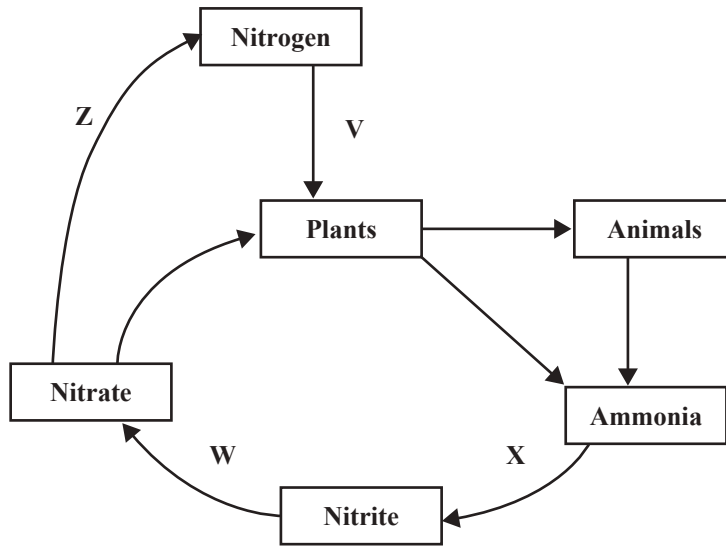 Nitrogen
Z
V
Plants
Animals
Nitrate
Ammonia
W
X
Nitrite